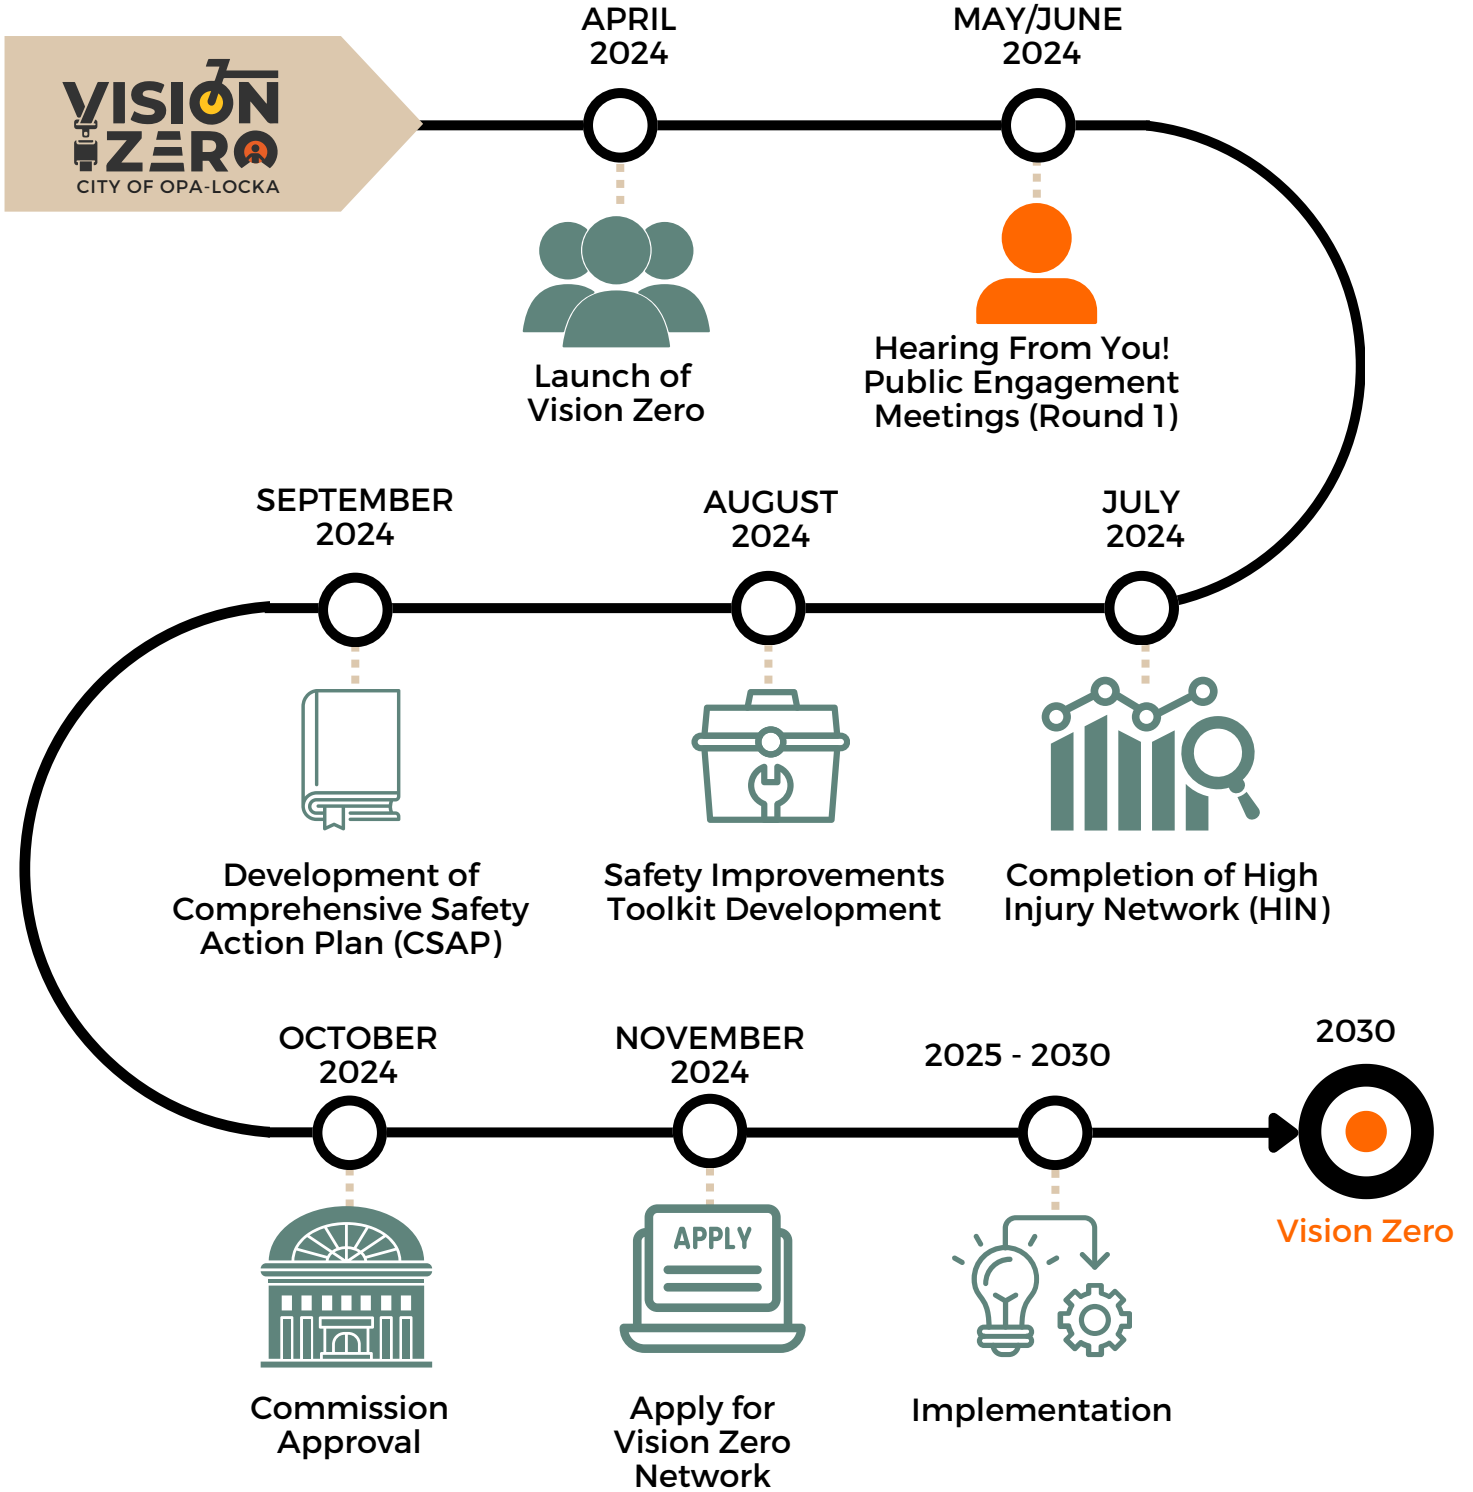 VISION
ZERO
CITY OF OPA-LOCKA
APRIL
2024
Launch of
Vision Zero
MAY/JUNE
2024
Hearing From You!
Public Engagement
Meetings (Round 1)
JULY
2024
Completion of High
Injury Network (HIN)
AUGUST
2024
Safety Improvements
Toolkit Development
SEPTEMBER
2024
Development of
Comprehensive Safety
Action Plan (CSAP)
OCTOBER
2024
Commission
Approval
NOVEMBER
2024
APPLY
Apply for
Vision Zero
Network
2025 - 2030
Implementation
2030
Vision Zero